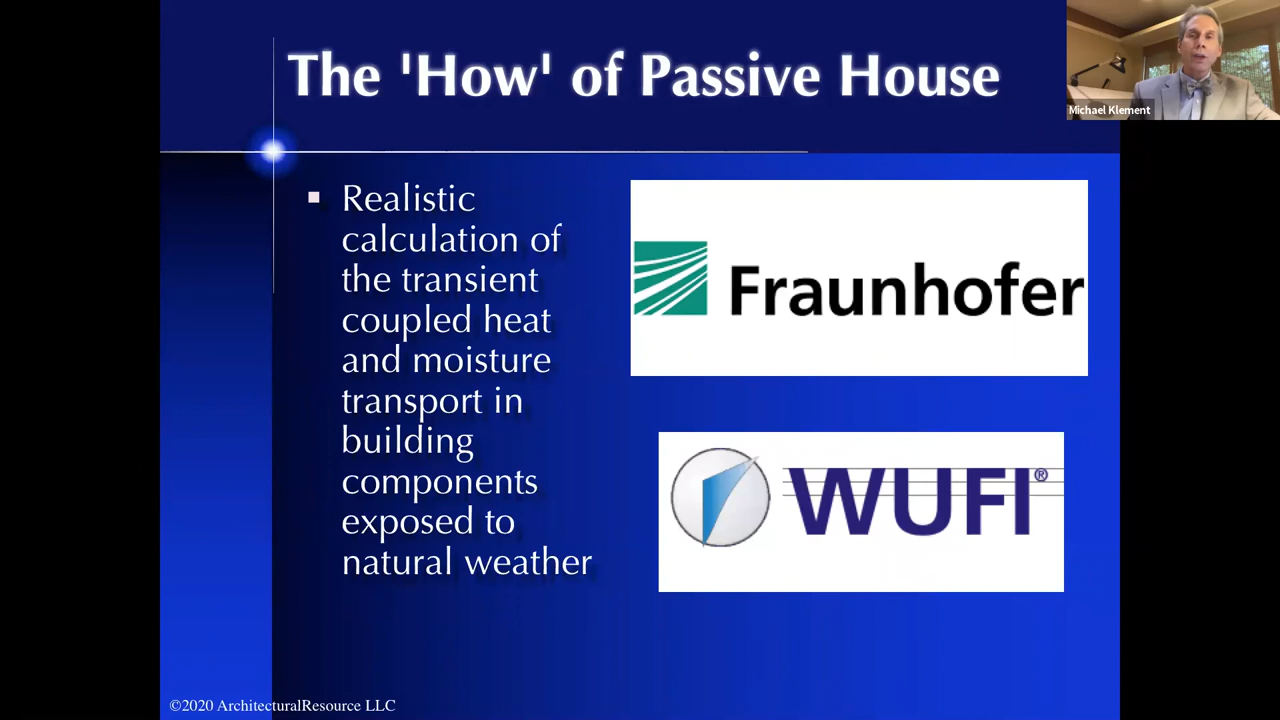 The 'How' of Passive House
Michael Klement
Realistic
calculation of
the transient
coupled heat
and moisture
transport in
building
components
exposed to
natural weather
Fraunhofer
WUFI®
©2020 ArchitecturalResource LLC